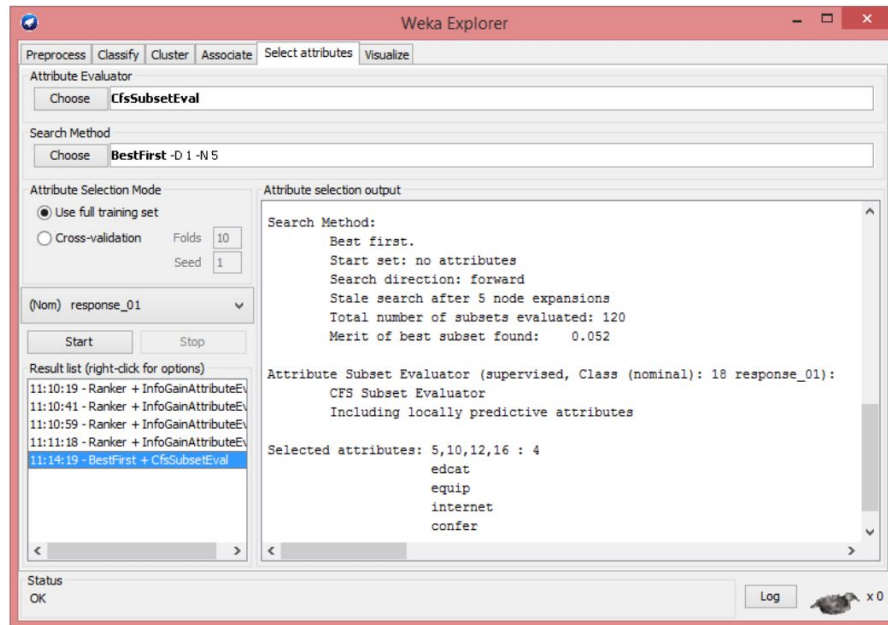 Weka Explorer
Preprocess Classify Cluster Associate Select attributes Visualize
Attribute Evaluator
Choose CfsSubsetEval
Search Method
Choose BestFirst -D 1 -N 5
Attribute Selection Mode
Use full training set
Cross-validation Folds 10
Seed 1
(Nom) response_01
Start Stop
Result list (right-click for options)
11:10:19 - Ranker + InfoGainAttributeEv
11:10:41 - Ranker + InfoGainAttributeEv
11:10:59 - Ranker + InfoGainAttributeEv
11:11:18 - Ranker + InfoGainAttributeEv
11:14:19 - BestFirst + CfsSubsetEval
Attribute selection output
Search Method:
Best first.
Start set: no attributes
Search direction: forward
Stale search after 5 node expansions
Total number of subsets evaluated: 120
Merit of best subset found: 0.052
Attribute Subset Evaluator (supervised, Class (nominal): 18 response_01):
CFS Subset Evaluator
Including locally predictive attributes
Selected attributes: 5,10,12,16 : 4
edcat
equip
internet
confer
Status
OK
Log x 0